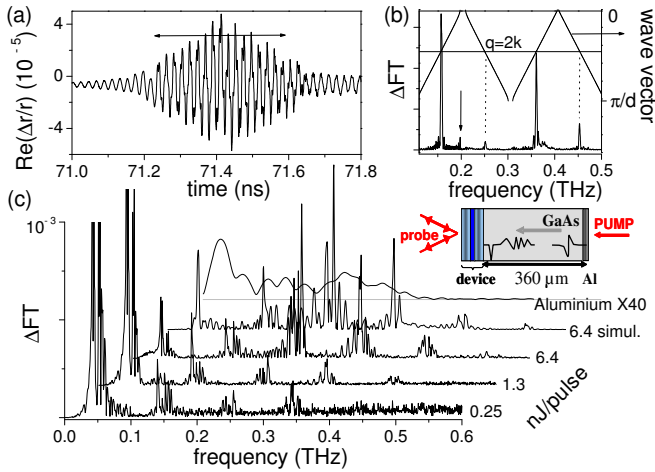 (a)
Re(Δr/r) (10 -5)
4
0
-4
71.0 71.2 71.4 71.6 71.8
time (ns)
(b)
ΔFT
q=2k
0
π/d
wave vector
0.2 0.3 0.4 0.5
frequency (THz)
(c)
10-3
ΔFT
probe
GaAs
PUMP
device
360 µm
Al
Aluminium X40
6.4 simul.
6.4
1.3
0.25
nJ/pulse
0.0 0.1 0.2 0.3 0.4 0.5 0.6
frequency (THz)